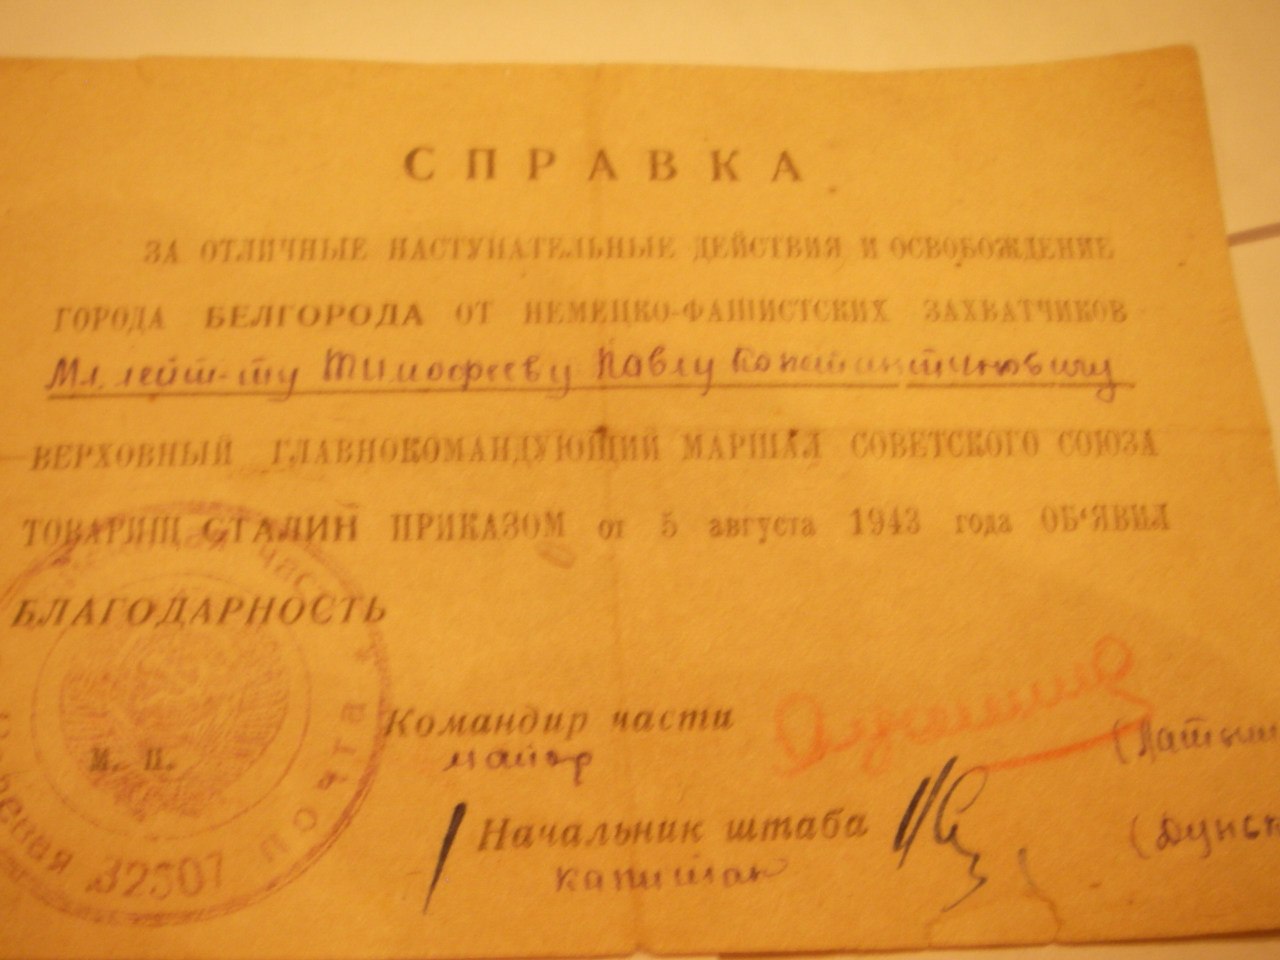 СПРАВКА
ЗА ОТЛИЧНЫЕ НАСТУПАТЕЛЬНЫЕ ДЕЙСТВИЯ И ОСВОБОЖДЕНИЕ
ГОРОДА БЕЛГОРОДА ОТ НЕМЕЦКО-ФАШИСТСКИХ ЗАХВАТЧИКОВ
Мл. лейт-ту Тимофееву Павлу Константиновичу
ВЕРХОВНЫЙ ГЛАВНОКОМАНДУЮЩИЙ МАРШАЛ СОВЕТСКОГО СОЮЗА
ТОВАРИЩ СТАЛИН ПРИКАЗОМ от 5 августа 1943 года ОБ'ЯВИЛ
БЛАГОДАРНОСТЬ
Командир части
майор
М. П.
Начальник штаба
капитан
часть
почта
32507